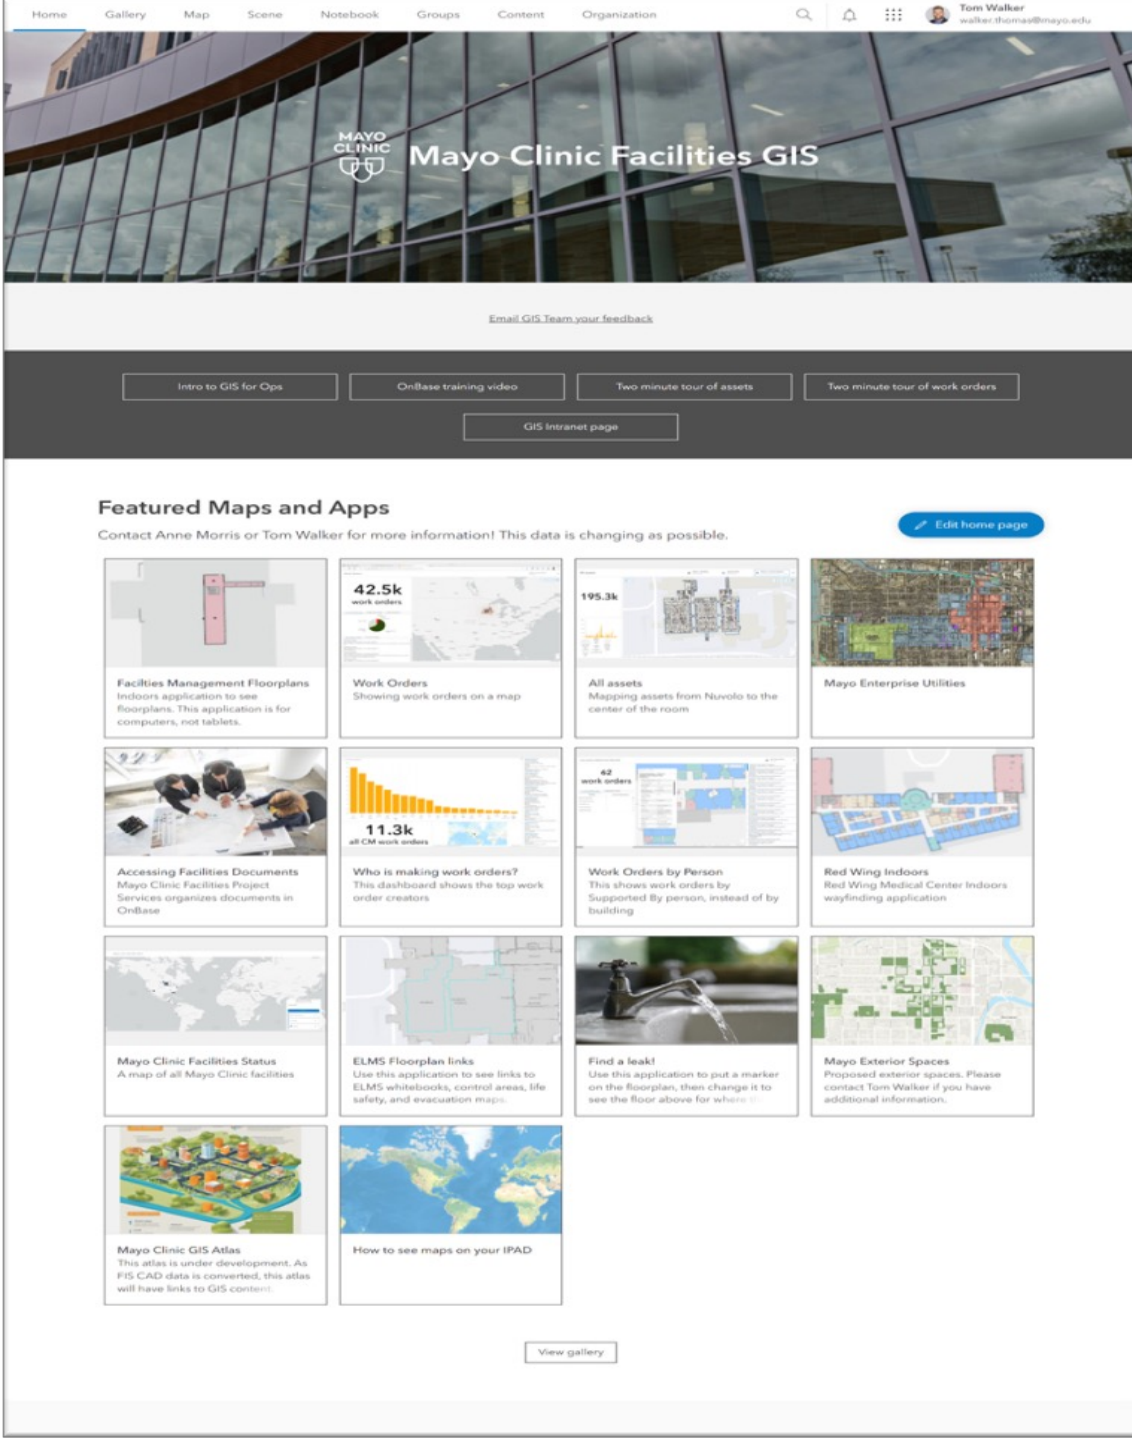 Home Gallery Map Scene Notebook Groups Content Organization Tom Walker
walker.thomas@mayo.edu
MAYO
CLINIC
Mayo Clinic Facilities GIS
Email GIS Team your feedback
Intro to GIS for Ops OnBase training video Two minute tour of assets Two minute tour of work orders
GIS Intranet page
Featured Maps and Apps
Edit home page
Contact Anne Morris or Tom Walker for more information! This data is changing as possible.
42.5k
work orders
195.3k
Facilties Management Floorplans
Indoors application to see
floorplans. This application is for
computers, not tablets.
Work Orders
Showing work orders on a map
All assets
Mapping assets from Nuvolo to the
center of the room
Mayo Enterprise Utilities
11.3k
all CM work orders
62
work orders
Accessing Facilities Documents
Mayo Clinic Facilities Project
Services organizes documents in
OnBase
Who is making work orders?
This dashboard shows the top work
order creators
Work Orders by Person
This shows work orders by
Supported By person, instead of by
building
Red Wing Indoors
Red Wing Medical Center Indoors
wayfinding application
Mayo Clinic Facilities Status
A map of all Mayo Clinic facilities
ELMS Floorplan links
Use this application to see links to
ELMS whitebooks, control areas, life
safety, and evacuation maps.
Find a leak!
Use this application to put a marker
on the floorplan, then change it to
see the floor above for where
Mayo Exterior Spaces
Proposed exterior spaces. Please
contact Tom Walker if you have
additional information.
Mayo Clinic GIS Atlas
This atlas is under development. As
FIS CAD data is converted, this atlas
will have links to GIS content.
How to see maps on your IPAD
View gallery